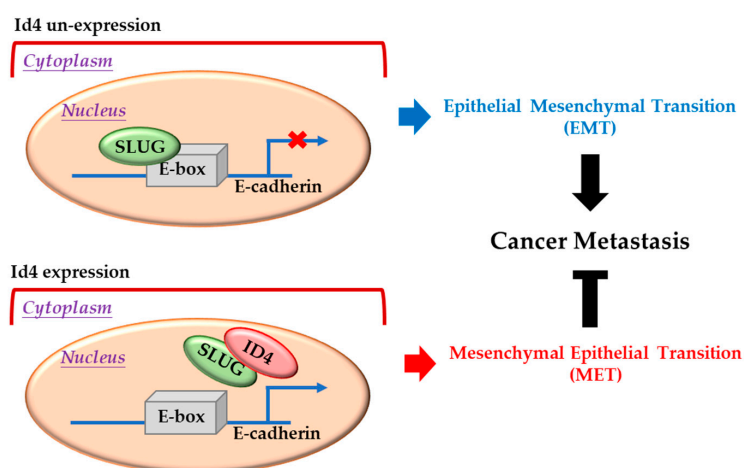 Id4 un-expression
Cytoplasm
Nucleus
SLUG
E-box
E-cadherin
Epithelial Mesenchymal Transition
(EMT)
Cancer Metastasis
Id4 expression
Cytoplasm
Nucleus
SLUG
ID4
E-box
E-cadherin
Mesenchymal Epithelial Transition
(MET)